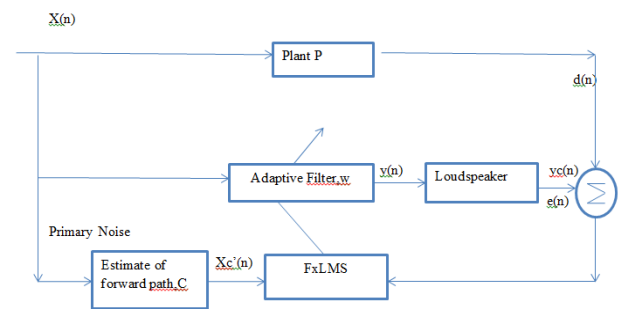 X(n)
Plant P
d(n)
Adaptive Filter,w
y(n)
Loudspeaker
yc(n)
∑
e(n)
Primary Noise
Estimate of
forward path,C
Xc'(n)
FxLMS